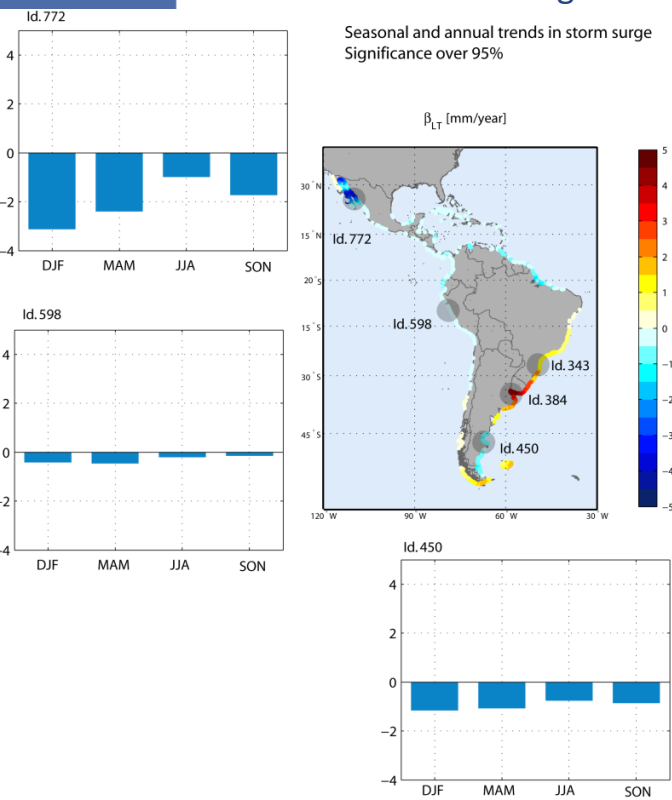 Id. 772
4
2
0
−2
−4
DJF MAM JJA SON
Seasonal and annual trends in storm surge
Significance over 95%
βLT [mm/year]
30°N
15°N
20°S
15°S
30°S
45°S
120 W 90 W 60 W 30 W
Id. 772
Id. 598
Id. 343
Id. 384
Id. 450
5
4
3
2
1
0
−1
−2
−3
−4
−5
Id. 598
4
2
0
−2
−4
DJF MAM JJA SON
Id. 450
4
2
0
−2
−4
DJF MAM JJA SON